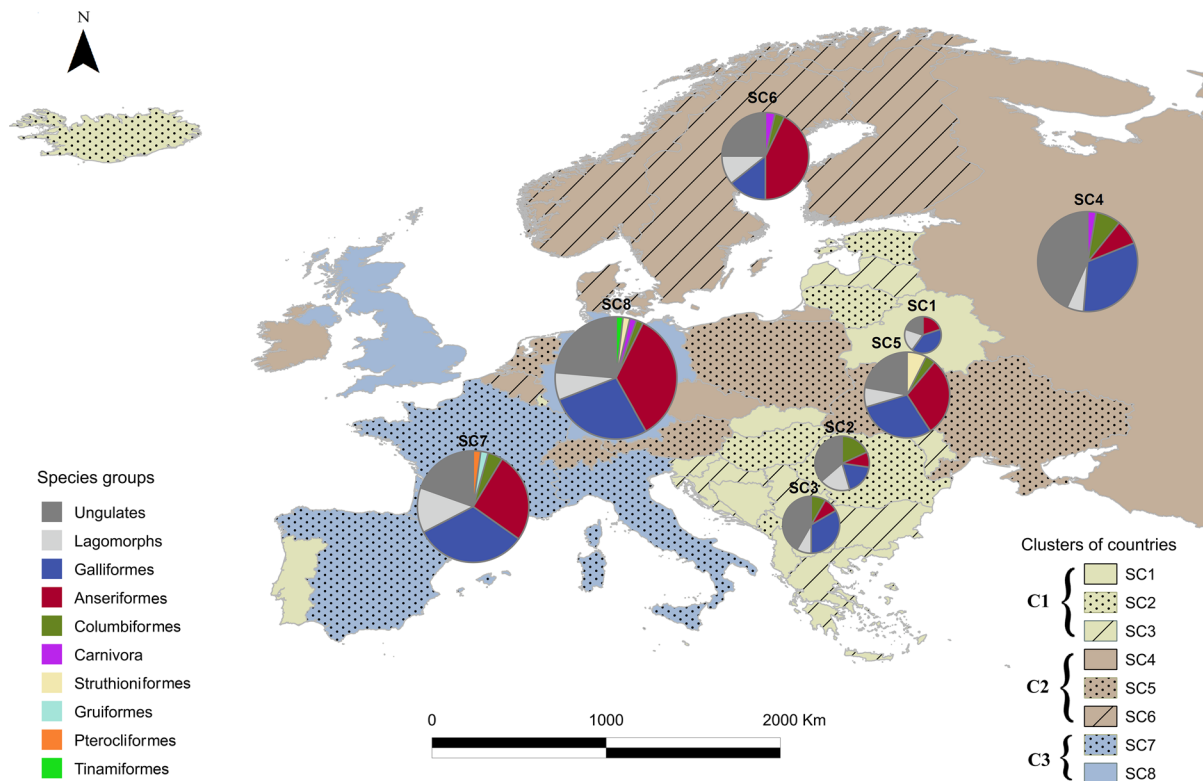 N
SC6
SC4
SC8
SC1
SC5
SC2
SC7
SC3
Species groups
Ungulates
Lagomorphs
Galliformes
Anseriformes
Columbiformes
Carnivora
Struthioniformes
Gruiformes
Pterocliformes
Tinamiformes
0 1000 2000 Km
Clusters of countries
C1
SC1
SC2
SC3
C2
SC4
SC5
SC6
C3
SC7
SC8